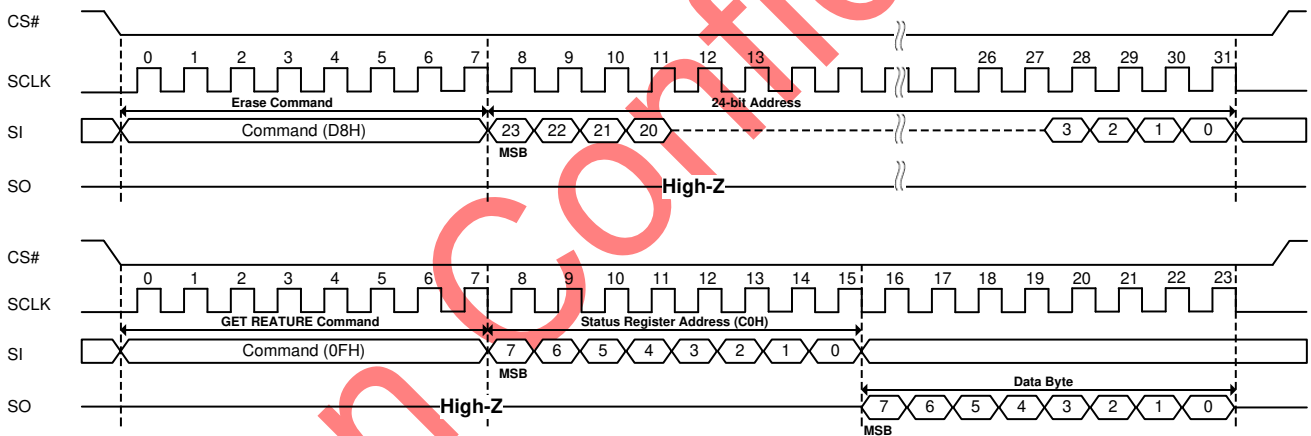 CS#
0 1 2 3 4 5 6 7 8 9 10 11 12 13 26 27 28 29 30 31
SCLK
Erase Command 24-bit Address
SI Command (D8H) 23 22 21 20 3 2 1 0
MSB
SO High-Z
CS#
0 1 2 3 4 5 6 7 8 9 10 11 12 13 14 15 16 17 18 19 20 21 22 23
SCLK
GET REATURE Command Status Register Address (C0H)
SI Command (0FH) 7 6 5 4 3 2 1 0
MSB
Data Byte
SO High-Z 7 6 5 4 3 2 1 0
MSB